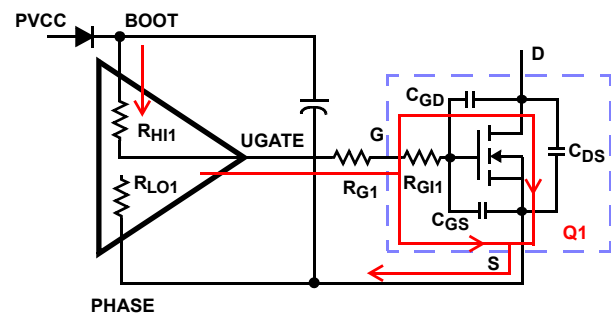 PVCC
BOOT
D
CGD
RHI1
UGATE
G
CDS
RLO1
RG1
RGI1
CGS
Q1
S
PHASE